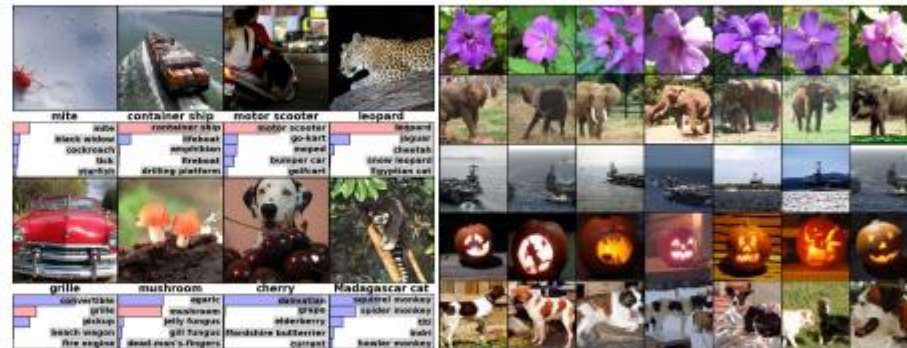 mite
container ship
motor scooter
leopard
mite
black widow
cockroach
tick
starfish
container ship
lifeboat
amphibian
fireboat
drilling platform
motor scooter
go-kart
moped
bumper car
golfcart
leopard
jaguar
cheetah
snow leopard
Egyptian cat
grille
mushroom
cherry
Madagascar cat
convertible
grille
pickup
beach wagon
fire engine
agaric
mushroom
jelly fungus
gill fungus
dead-man's-fingers
dalmatian
grape
elderberry
ffordshire bullterrier
currant
squirrel monkey
spider monkey
titi
indri
howler monkey